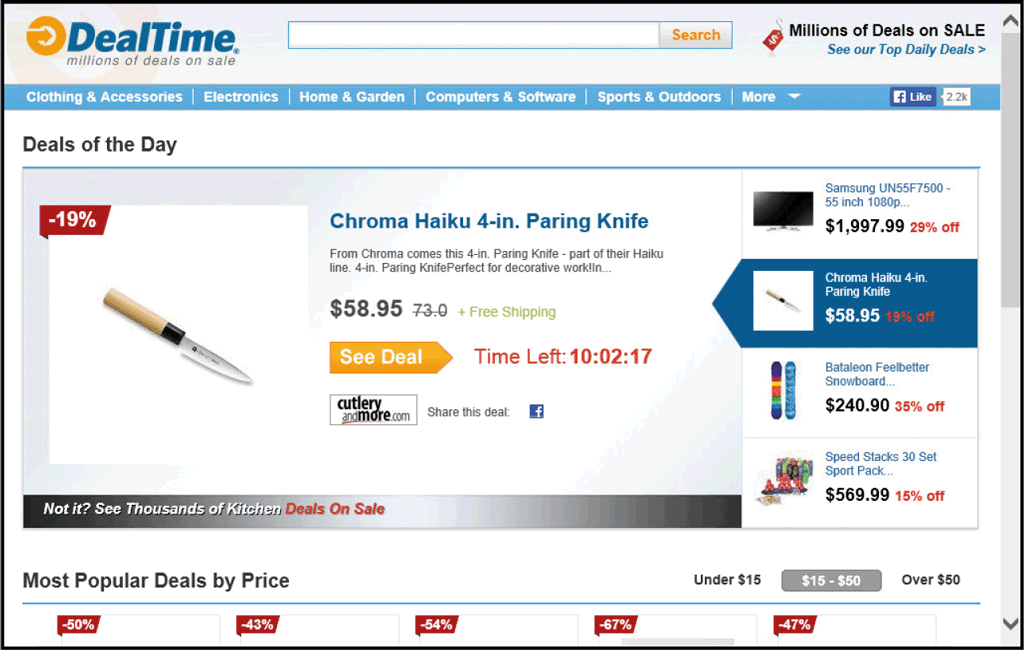 DealTime.
millions of deals on sale
Search
Millions of Deals on SALE
See our Top Daily Deals >
Clothing & Accessories
Electronics
Home & Garden
Computers & Software
Sports & Outdoors
More
Like
2.2k
Deals of the Day
-19%
Chroma Haiku 4-in. Paring Knife
From Chroma comes this 4-in. Paring Knife - part of their Haiku
line. 4-in. Paring KnifePerfect for decorative work!In...
$58.95 73.0 + Free Shipping
See Deal
Time Left: 10:02:17
cutlery
andmore.com
Share this deal:
Not it? See Thousands of Kitchen Deals On Sale
Samsung UN55F7500 -
55 inch 1080p...
$1,997.99 29% off
Chroma Haiku 4-in.
Paring Knife
$58.95 19% off
Bataleon Feelbetter
Snowboard...
$240.90 35% off
Speed Stacks 30 Set
Sport Pack...
$569.99 15% off
Most Popular Deals by Price
Under $15
$15 - $50
Over $50
-50%
-43%
-54%
-67%
-47%